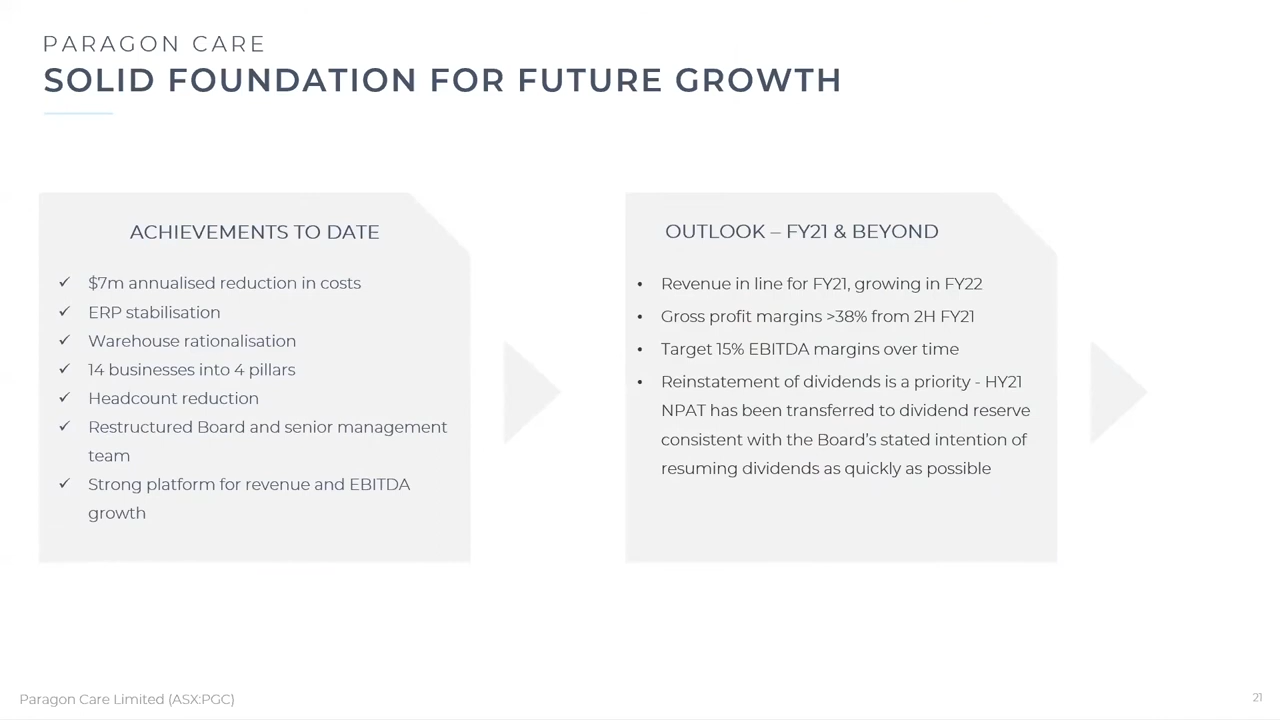 PARAGON CARE
SOLID FOUNDATION FOR FUTURE GROWTH
ACHIEVEMENTS TO DATE
✓ $7m annualised reduction in costs
✓ ERP stabilisation
✓ Warehouse rationalisation
✓ 14 businesses into 4 pillars
✓ Headcount reduction
✓ Restructured Board and senior management
team
✓ Strong platform for revenue and EBITDA
growth
OUTLOOK – FY21 & BEYOND
• Revenue in line for FY21, growing in FY22
• Gross profit margins >38% from 2H FY21
• Target 15% EBITDA margins over time
• Reinstatement of dividends is a priority - HY21
NPAT has been transferred to dividend reserve
consistent with the Board's stated intention of
resuming dividends as quickly as possible
Paragon Care Limited (ASX:PGC)
21